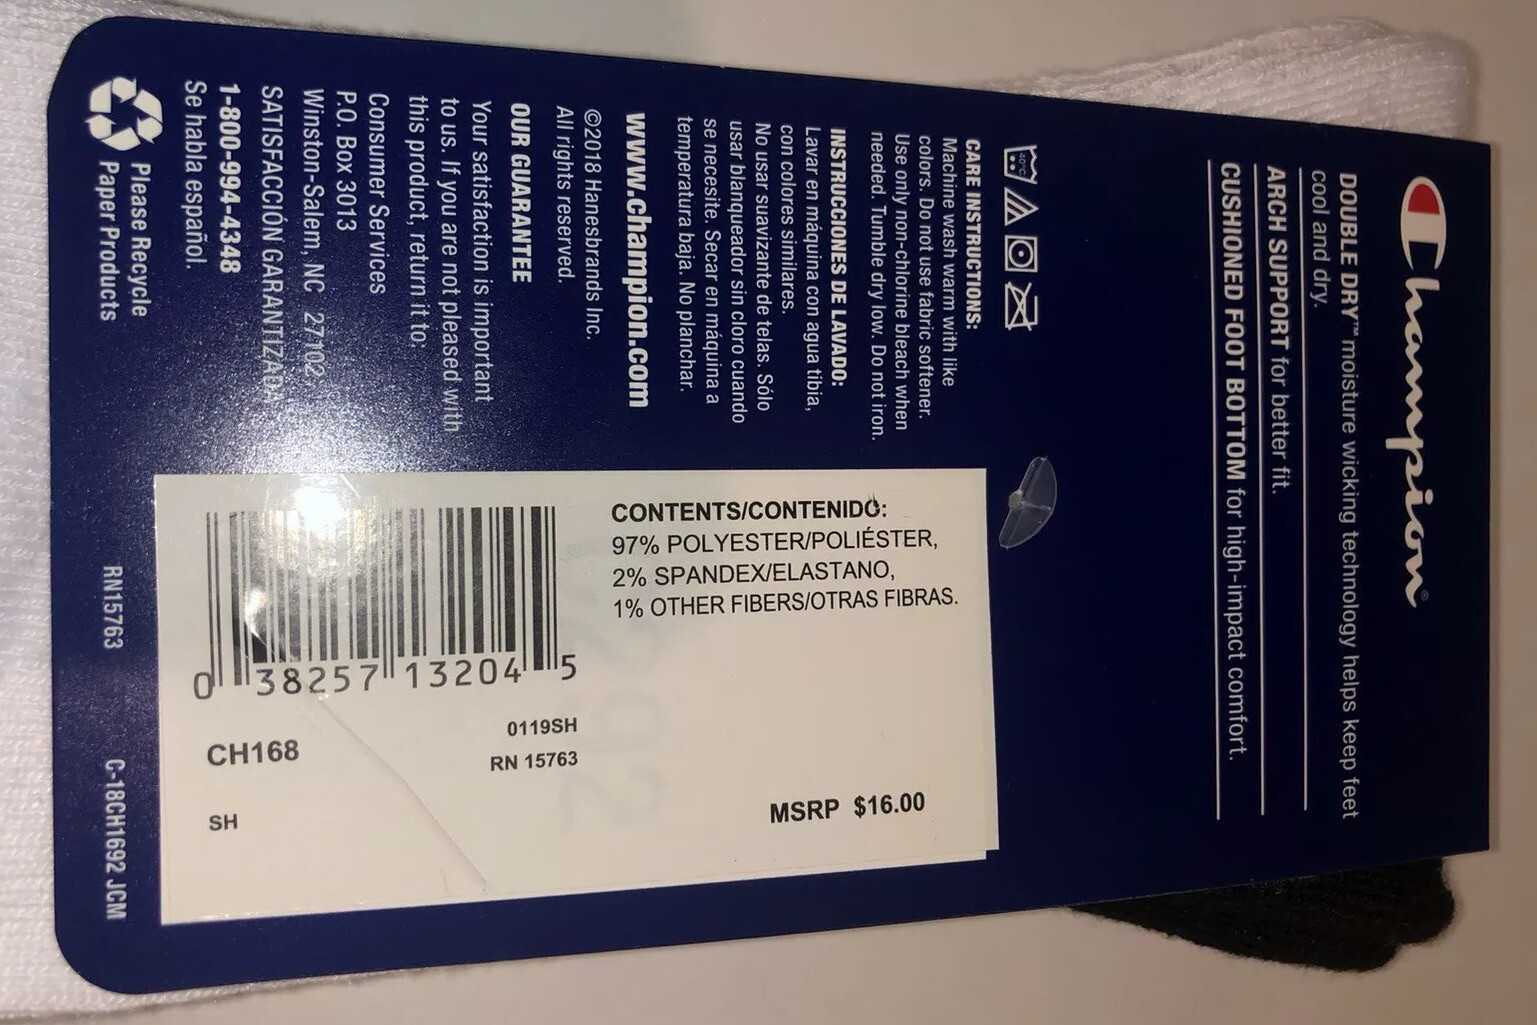 Champion®
DOUBLE DRY™ moisture wicking technology helps keep feet
cool and dry.
ARCH SUPPORT for better fit.
CUSHIONED FOOT BOTTOM for high-impact comfort.
40°C
CARE INSTRUCTIONS:
Machine wash warm with like
colors. Do not use fabric softener.
Use only non-chlorine bleach when
needed. Tumble dry low. Do not iron.
INSTRUCCIONES DE LAVADO:
Lavar en máquina con agua tibia,
con colores similares.
No usar suavizante de telas. Sólo
usar blanqueador sin cloro cuando
se necesite. Secar en máquina a
temperatura baja. No planchar.
www.champion.com
©2018 Hanesbrands Inc.
All rights reserved.
OUR GUARANTEE
Your satisfaction is important
to us. If you are not pleased with
this product, return it to:
Consumer Services
P.O. Box 3013
Winston-Salem, NC 27102
SATISFACCIÓN GARANTIZADA
1-800-994-4348
Se habla español.
Please Recycle
Paper Products
RN15763
C-18CH1692 JCM
CONTENTS/CONTENIDO:
97% POLYESTER/POLIÉSTER,
2% SPANDEX/ELASTANO,
1% OTHER FIBERS/OTRAS FIBRAS.
0 38257 13204 5
0119SH
CH168
RN 15763
SH
MSRP $16.00